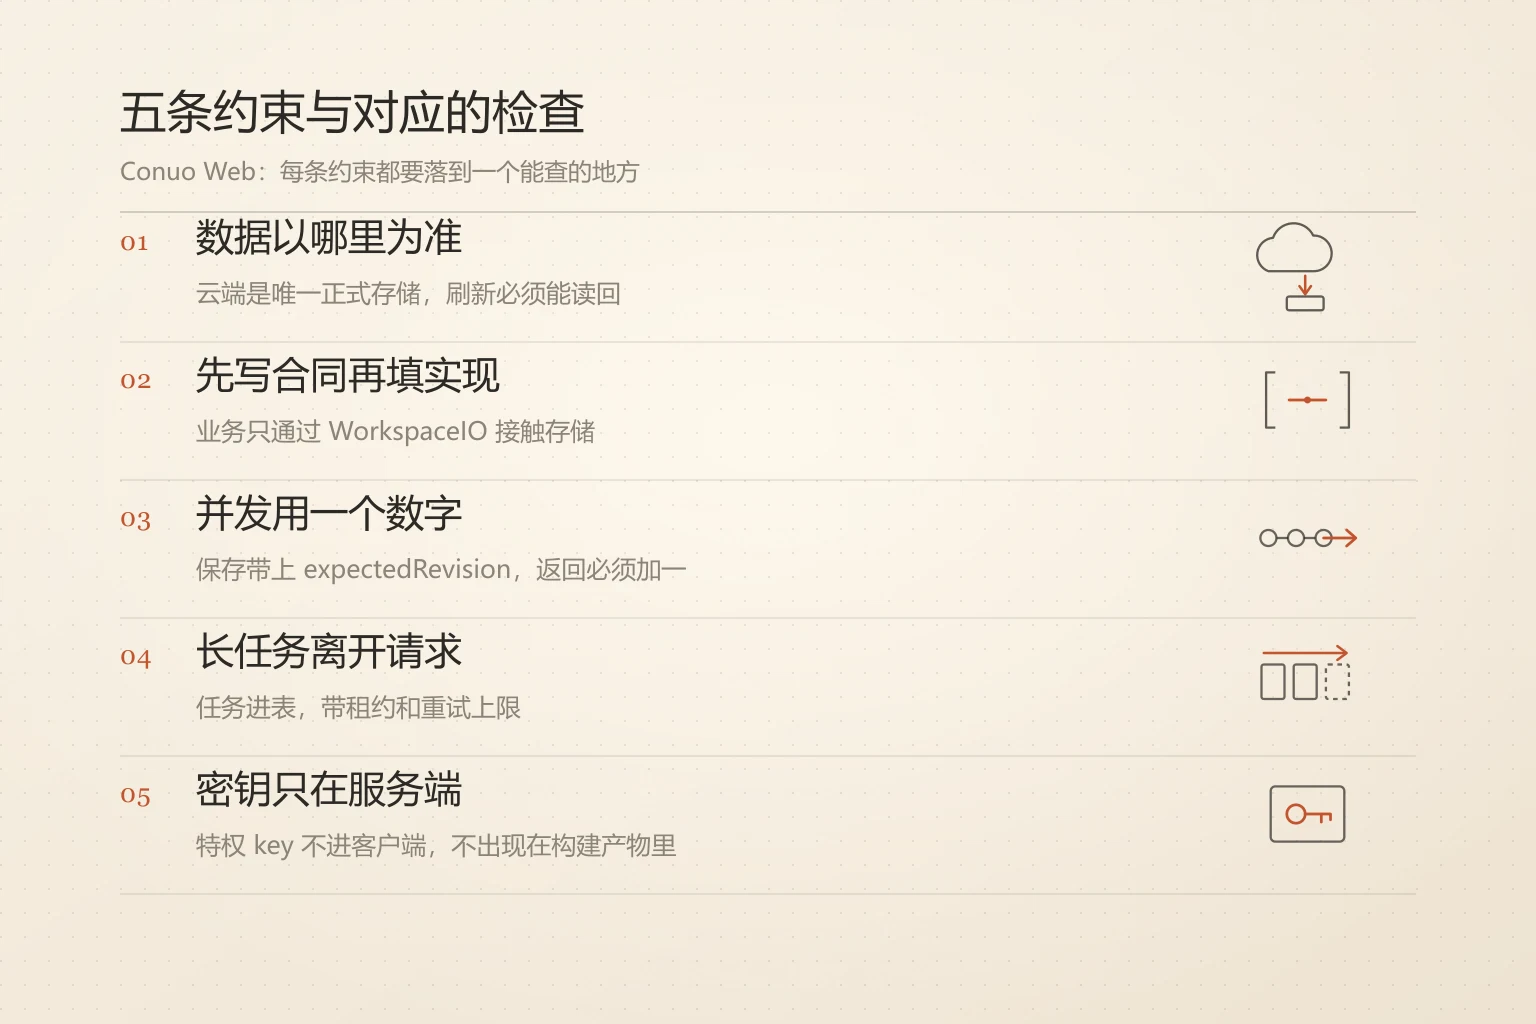 五条约束与对应的检查
Conuo Web：每条约束都要落到一个能查的地方
01 数据以哪里为准
云端是唯一正式存储，刷新必须能读回
02 先写合同再填实现
业务只通过 WorkspaceIO 接触存储
03 并发用一个数字
保存带上 expectedRevision，返回必须加一
04 长任务离开请求
任务进表，带租约和重试上限
05 密钥只在服务端
特权 key 不进客户端，不出现在构建产物里